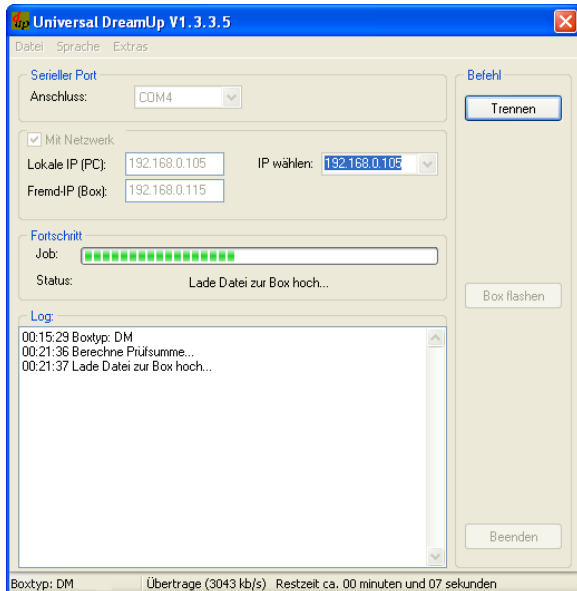 up Universal DreamUp V1.3.3.5
Datei Sprache Extras
Serieller Port
Anschluss: COM4
Mit Netzwerk
Lokale IP (PC): 192.168.0.105 IP wählen: 192.168.0.105
Fremd-IP (Box): 192.168.0.115
Fortschritt
Job:
Status: Lade Datei zur Box hoch...
Log:
00:15:29 Boxtyp: DM
00:21:36 Berechne Prüfsumme...
00:21:37 Lade Datei zur Box hoch...
Befehl
Trennen
Box flashen
Beenden
Boxtyp: DM Übertrage (3043 kb/s) Restzeit ca. 00 minuten und 07 sekunden